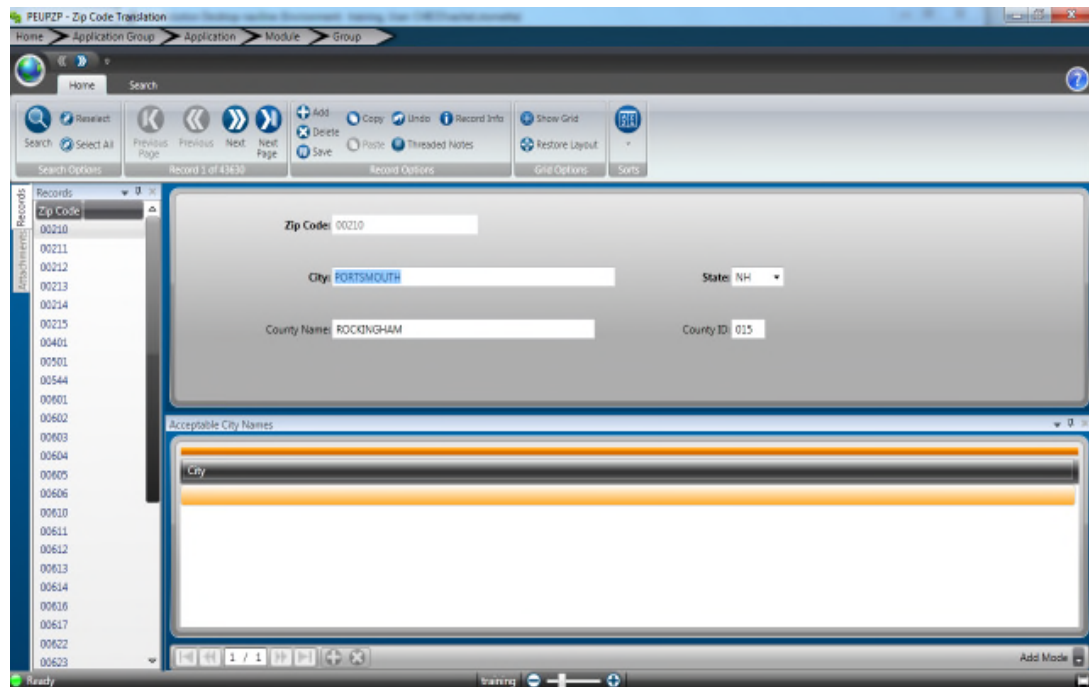 PEUPZP - Zip Code Translation
Home Application Group Application Module Group
Home Search
Search Reselect Select All
Search Options
Previous Page Previous Next Next Page
Record 1 of 43630
Add Delete Save Copy Paste Undo Threaded Notes Record Info
Record Options
Show Grid
Restore Layout
Grid Options
Sorts
Records
Attachments
Records
Zip Code
00210
00211
00212
00213
00214
00215
00401
00501
00544
00601
00602
00603
00604
00605
00606
00610
00611
00612
00613
00614
00616
00617
00622
00623
Zip Code: 00210
City: PORTSMOUTH State: NH
County Name: ROCKINGHAM County ID: 015
Acceptable City Names
City
1 / 1
Add Mode
Ready training